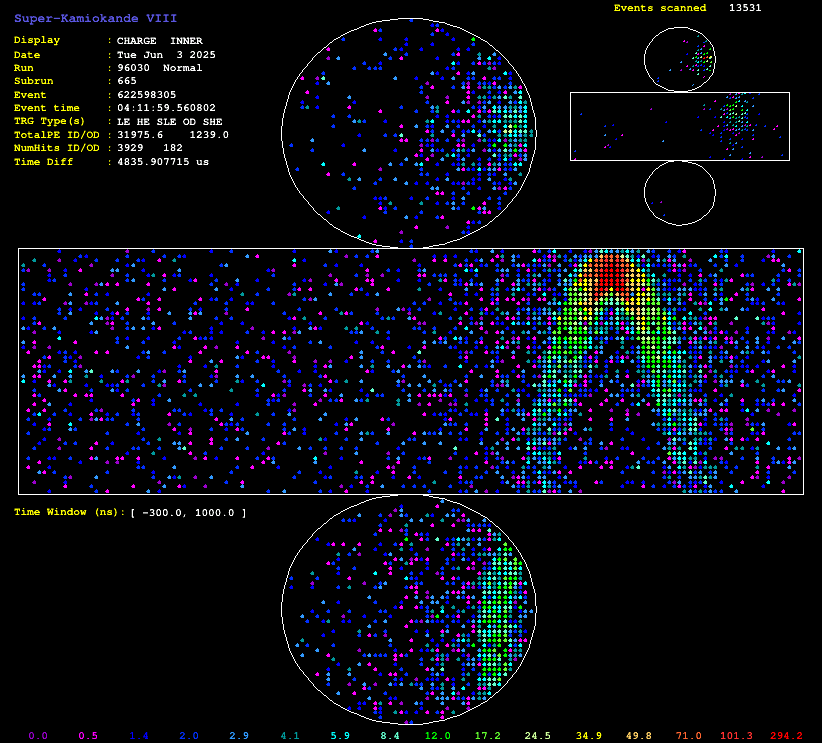 Super-Kamiokande VIII
Events scanned 13531
Display : CHARGE INNER
Date : Tue Jun 3 2025
Run : 96030 Normal
Subrun : 665
Event : 622598305
Event time : 04:11:59.560802
TRG Type(s) : LE HE SLE OD SHE
TotalPE ID/OD : 31975.6 1239.0
NumHits ID/OD : 3929 182
Time Diff : 4835.907715 us
Time Window (ns): [ -300.0, 1000.0 ]
0.0 0.5 1.4 2.0 2.9 4.1 5.9 8.4 12.0 17.2 24.5 34.9 49.8 71.0 101.3 294.2